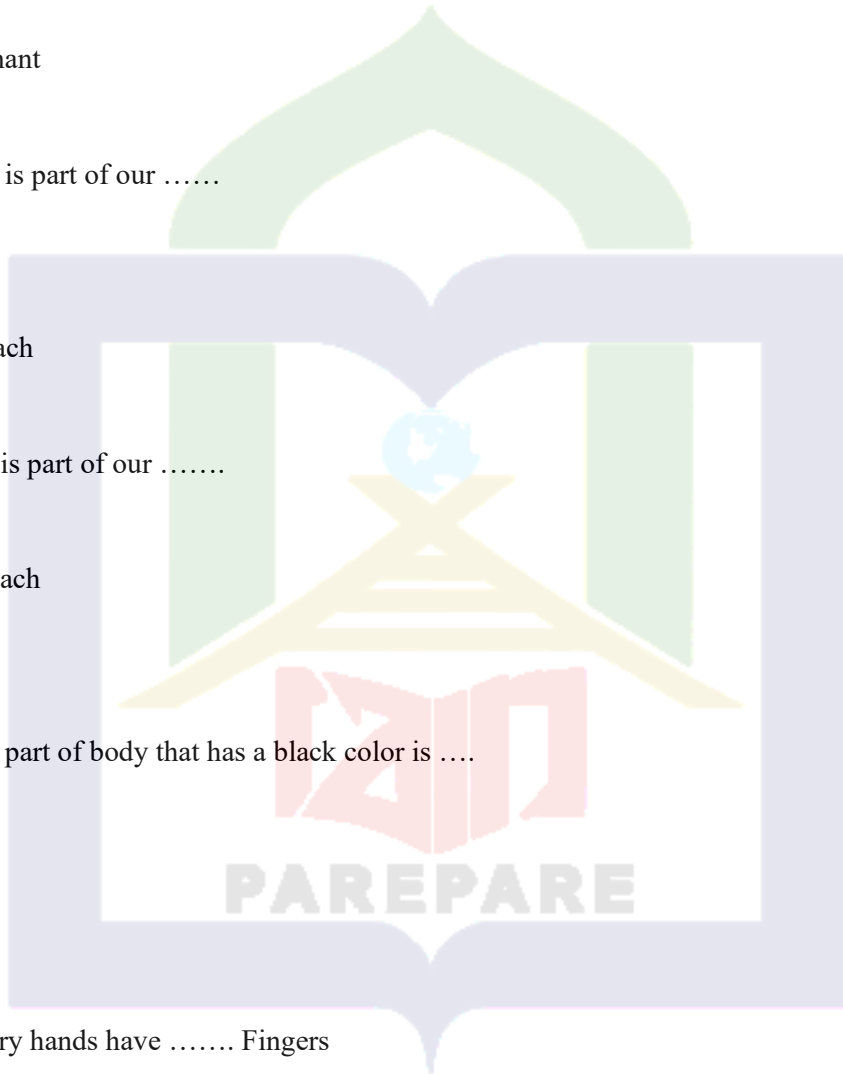 nant
is part of our ……
ach
is part of our …….
ach
part of body that has a black color is ….
PAREPARE
ry hands have ……. Fingers